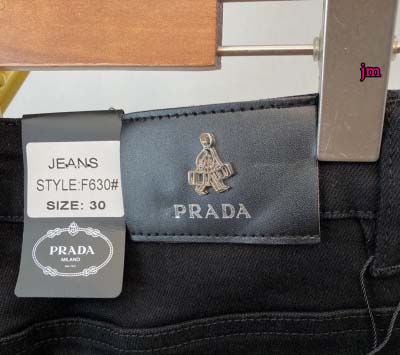 jm
JEANS
STYLE:F630#
SIZE: 30
PRADA
MILANO
PRADA